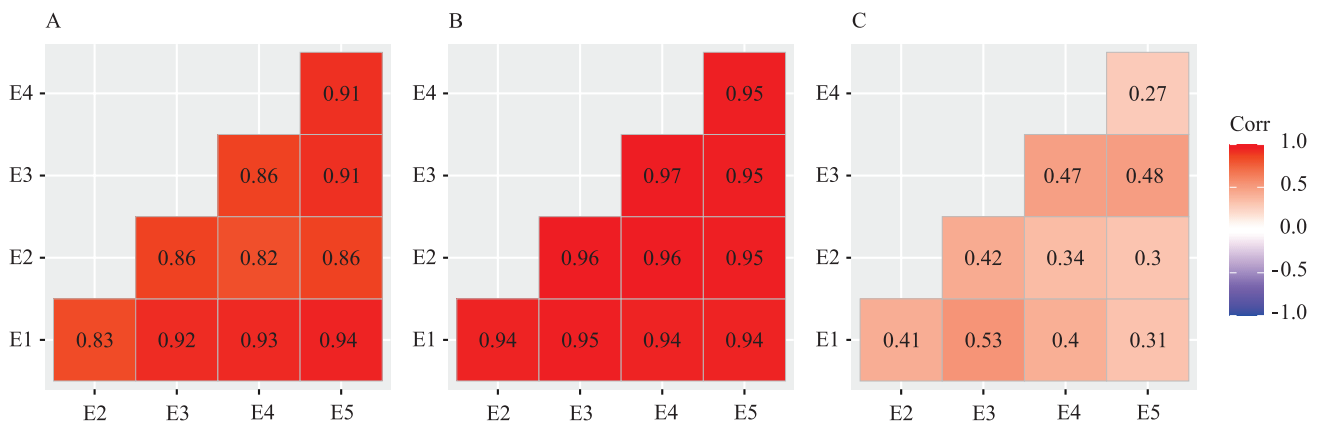 A
E4
E3
E2
E1
0.91
0.86 0.91
0.86 0.82 0.86
0.83 0.92 0.93 0.94
E2 E3 E4 E5
B
E4
E3
E2
E1
0.95
0.97 0.95
0.96 0.96 0.95
0.94 0.95 0.94 0.94
E2 E3 E4 E5
C
E4
E3
E2
E1
0.27
0.47 0.48
0.42 0.34 0.3
0.41 0.53 0.4 0.31
E2 E3 E4 E5
Corr
1.0
0.5
0.0
-0.5
-1.0